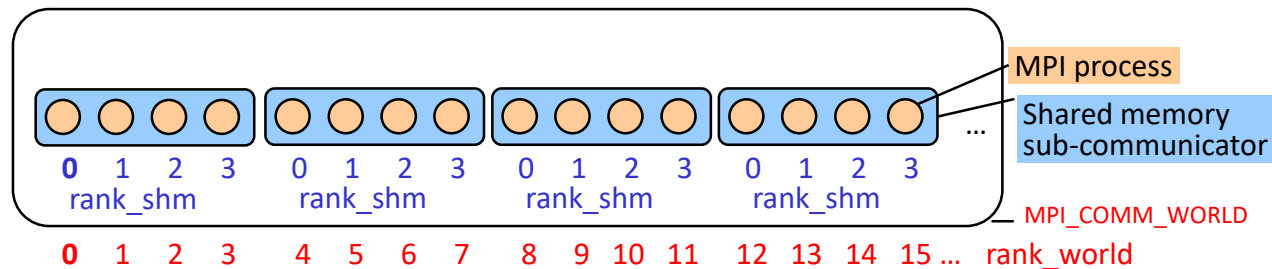 MPI process
Shared memory
sub-communicator
...
0 1 2 3 0 1 2 3 0 1 2 3 0 1 2 3
rank_shm rank_shm rank_shm rank_shm
MPI_COMM_WORLD
0 1 2 3 4 5 6 7 8 9 10 11 12 13 14 15 ... rank_world